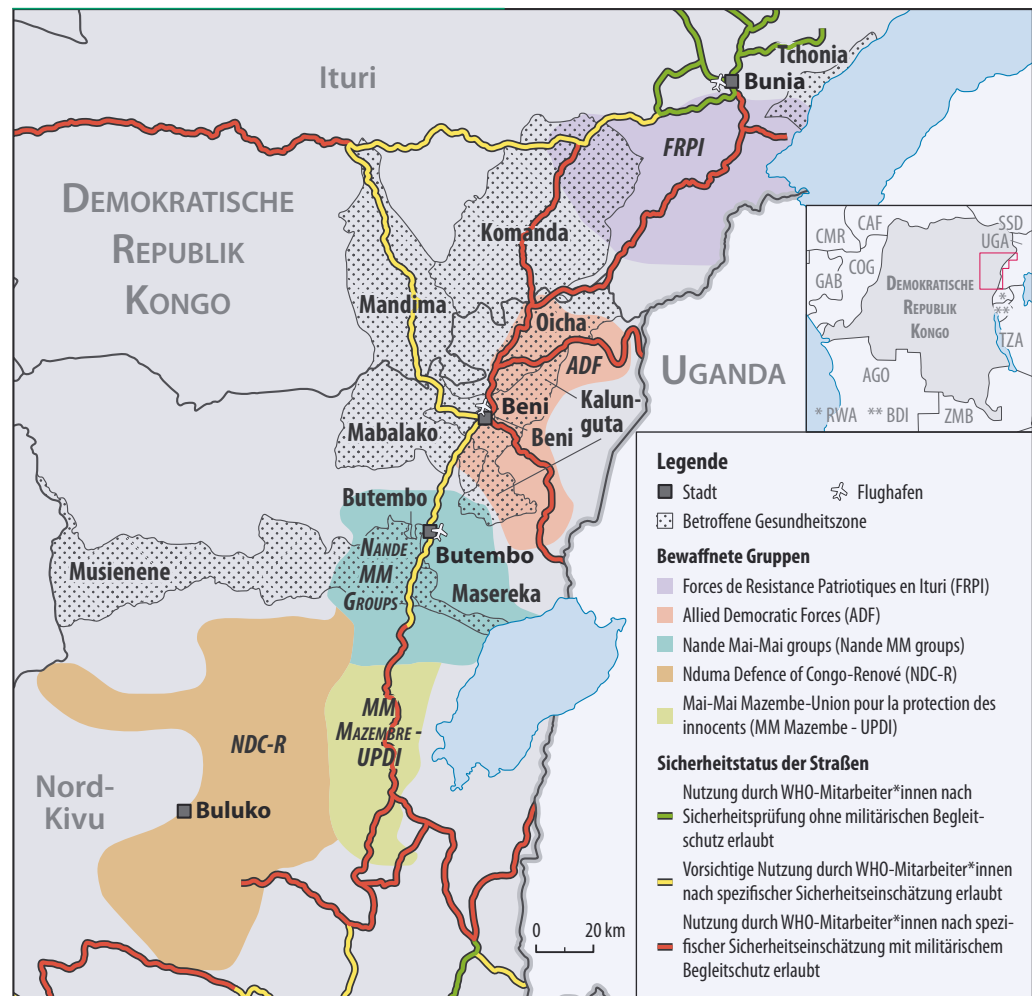 Tchonia
Ituri
Bunia
FRPI
DEMOKRATISCHE
REPUBLIK
KONGO
Komanda
Mandima
Oicha
ADF
UGANDA
Beni
Kalun-
guta
Beni
Mabalako
Butembo
NANDE
MM
GROUPS
Butembo
Musienene
Masereka
MM
MAZEMBRE -
UPDI
NDC-R
Nord-
Kivu
Buluko
0 20 km
CMR
CAF
SSD
UGA
GAB
COG
DEMOKRATISCHE
REPUBLIK
KONGO
*
**
TZA
AGO
* RWA ** BDI ZMB
Legende
Stadt Flughafen
Betroffene Gesundheitszone
Bewaffnete Gruppen
Forces de Resistance Patriotiques en Ituri (FRPI)
Allied Democratic Forces (ADF)
Nande Mai-Mai groups (Nande MM groups)
Nduma Defence of Congo-Renové (NDC-R)
Mai-Mai Mazembe-Union pour la protection des
innocents (MM Mazembe - UPDI)
Sicherheitstatus der Straßen
Nutzung durch WHO-Mitarbeiter*innen nach
Sicherheitsprüfung ohne militärischen Begleit-
schutz erlaubt
Vorsichtige Nutzung durch WHO-Mitarbeiter*innen
nach spezifischer Sicherheitseinschätzung erlaubt
Nutzung durch WHO-Mitarbeiter*innen nach spezi-
fischer Sicherheitseinschätzung mit militärischem
Begleitschutz erlaubt